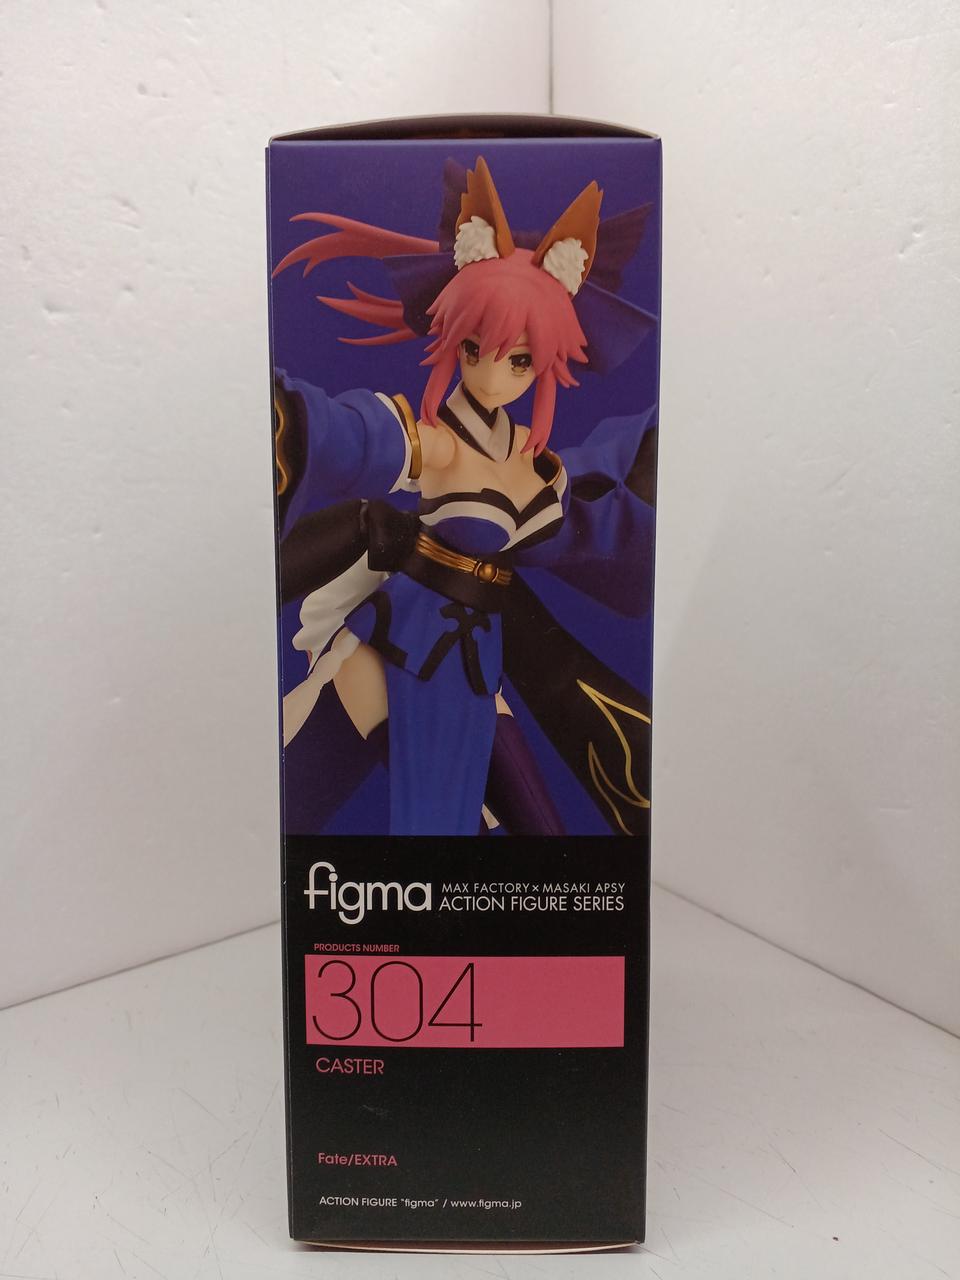 figma MAX FACTORY × MASAKI APSY
ACTION FIGURE SERIES
PRODUCTS NUMBER
304
CASTER
Fate/EXTRA
ACTION FIGURE "figma" / www.figma.jp